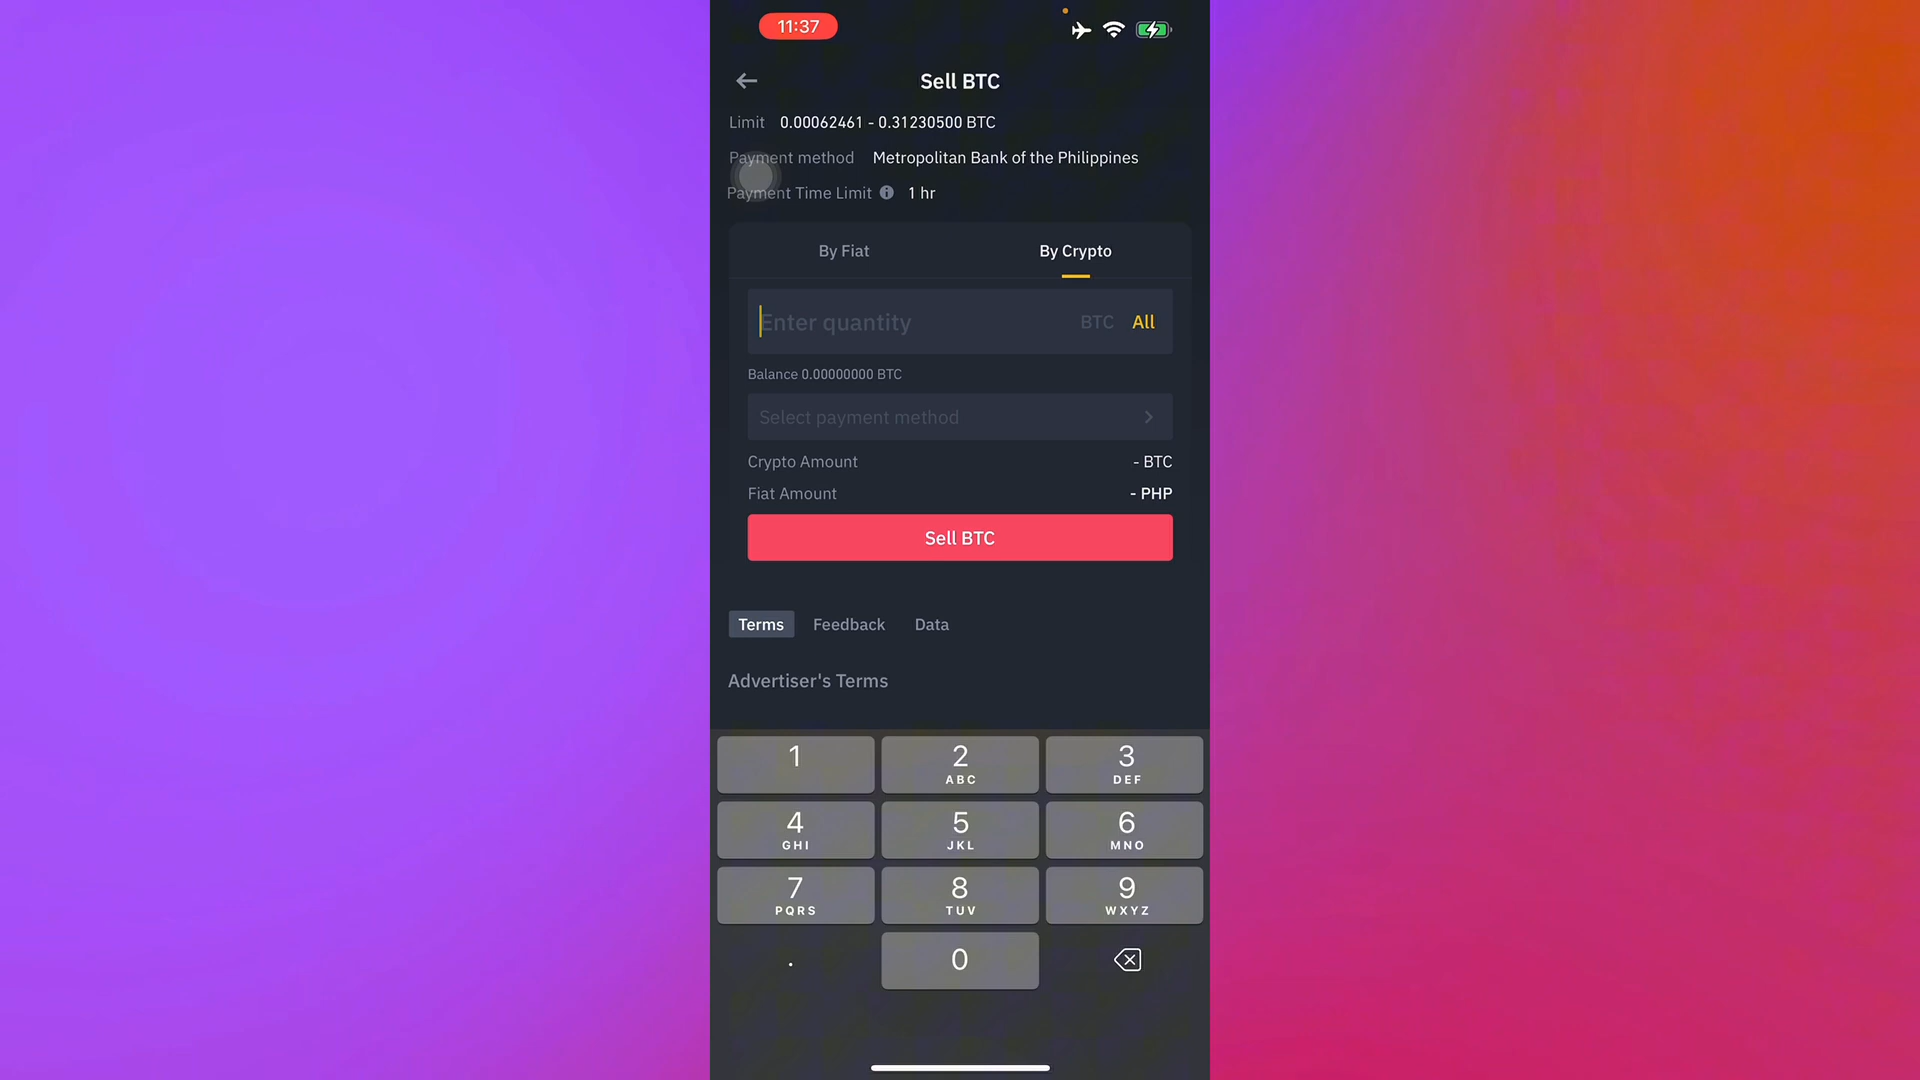 11:37
Sell BTC
Limit 0.00062461 - 0.31230500 BTC
Payment method Metropolitan Bank of the Philippines
Payment Time Limit 1 hr
By Fiat By Crypto
Enter quantity BTC All
Balance 0.00000000 BTC
Select payment method
Crypto Amount - BTC
Fiat Amount - PHP
Sell BTC
Terms Feedback Data
Advertiser's Terms
1 2 3
ABC DEF
4 5 6
GHI JKL MNO
7 8 9
PQRS TUV WXYZ
. 0